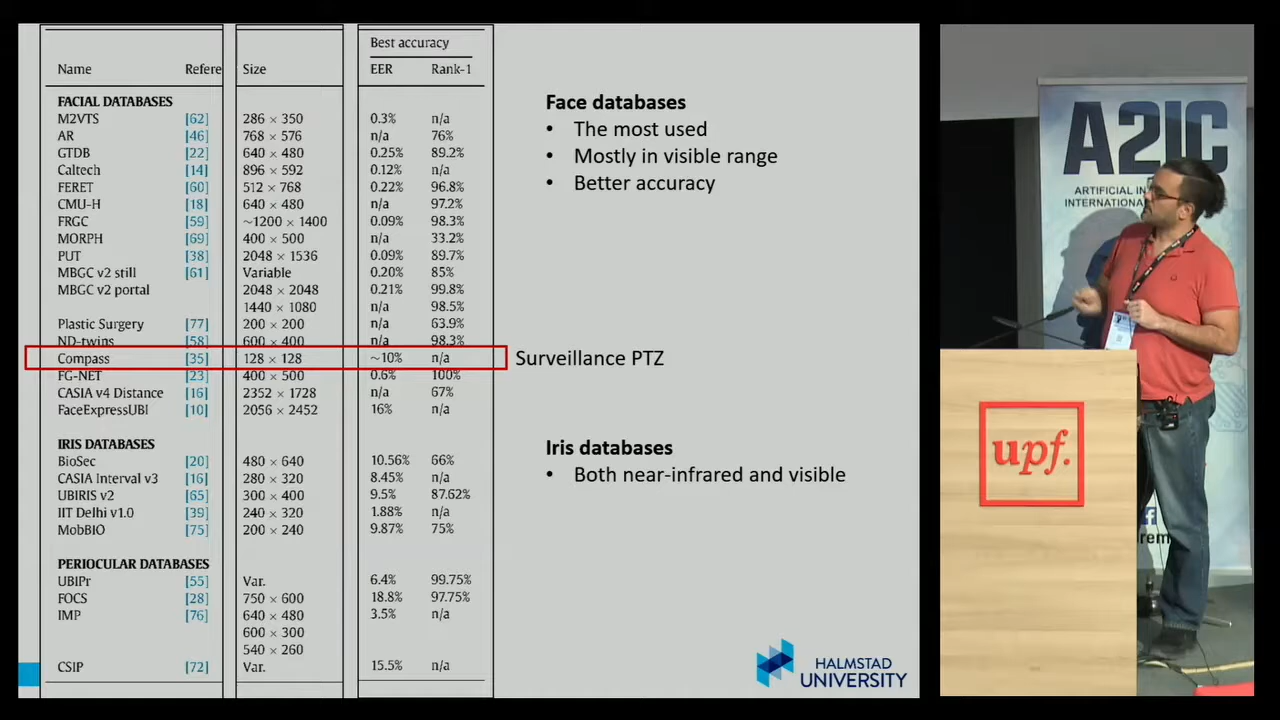 Best accuracy
Name Refere Size EER Rank-1
FACIAL DATABASES
M2VTS [62] 286 × 350 0.3% n/a
AR [46] 768 × 576 n/a 76%
GTDB [22] 640 × 480 0.25% 89.2%
Caltech [14] 896 × 592 0.12% n/a
FERET [60] 512 × 768 0.22% 96.8%
CMU-H [18] 640 × 480 n/a 97.2%
FRGC [59] ~1200 × 1400 0.09% 98.3%
MORPH [69] 400 × 500 n/a 33.2%
PUT [38] 2048 × 1536 0.09% 89.7%
MBGC v2 still [61] Variable 0.20% 85%
MBGC v2 portal 2048 × 2048 0.21% 99.8%
1440 × 1080 n/a 98.5%
Plastic Surgery [77] 200 × 200 n/a 63.9%
ND-twins [58] 600 × 400 n/a 98.3%
Compass [35] 128 × 128 ~10% n/a
FG-NET [23] 400 × 500 0.6% 100%
CASIA v4 Distance [16] 2352 × 1728 n/a 67%
FaceExpressUBI [10] 2056 × 2452 16% n/a
IRIS DATABASES
BioSec [20] 480 × 640 10.56% 66%
CASIA Interval v3 [16] 280 × 320 8.45% n/a
UBIRIS v2 [65] 300 × 400 9.5% 87.62%
IIT Delhi v1.0 [39] 240 × 320 1.88% n/a
MobBIO [75] 200 × 240 9.87% 75%
PERIOCULAR DATABASES
UBIPr [55] Var. 6.4% 99.75%
FOCS [28] 750 × 600 18.8% 97.75%
IMP [76] 640 × 480 3.5% n/a
600 × 300
540 × 260
CSIP [72] Var. 15.5% n/a
Face databases
• The most used
• Mostly in visible range
• Better accuracy
Surveillance PTZ
Iris databases
• Both near-infrared and visible
HALMSTAD
UNIVERSITY
A2IC
ARTIFICIAL IN
INTERNATIONAL
upf.